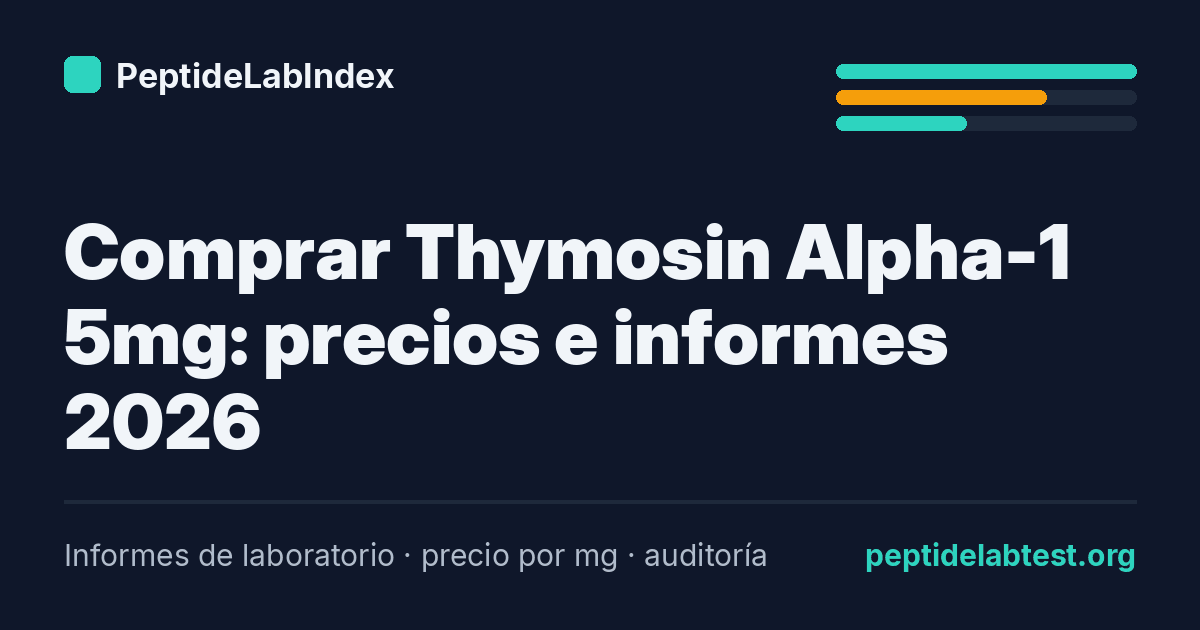 PeptideLabIndex
Comprar Thymosin Alpha-1
5mg: precios e informes
2026
Informes de laboratorio · precio por mg · auditoría
peptidelabtest.org